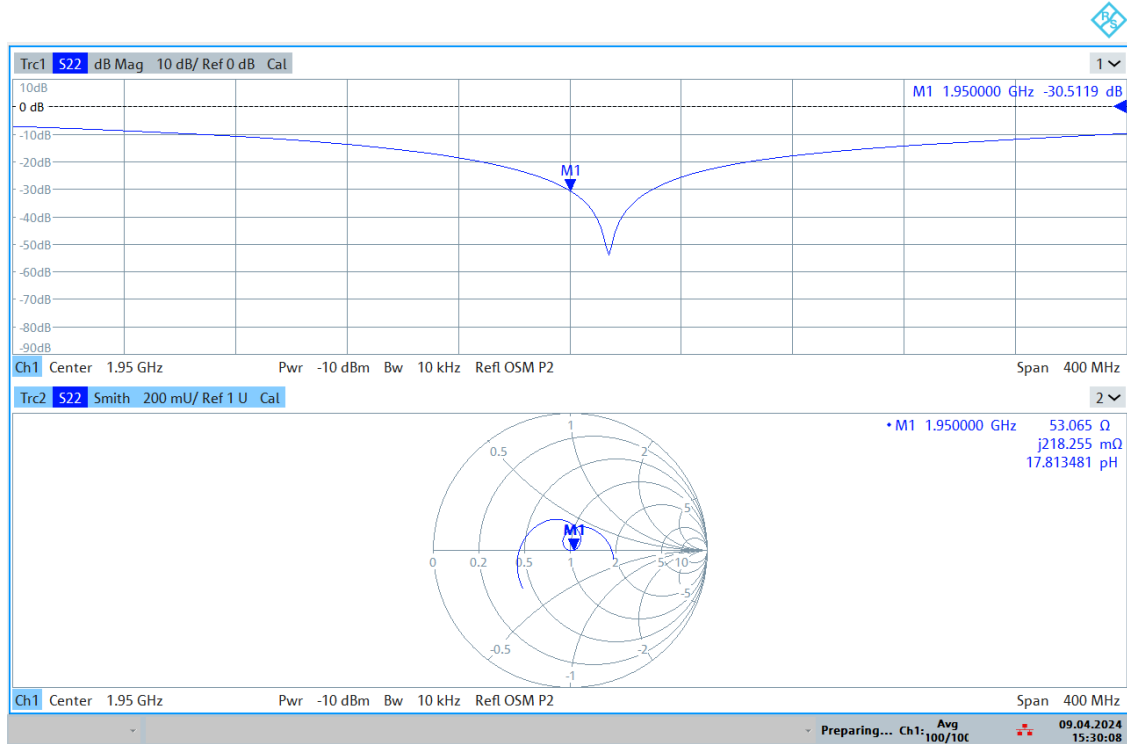 R&S
Trc1 S22 dB Mag 10 dB/ Ref 0 dB Cal 1
M1 1.950000 GHz -30.5119 dB
10dB
0 dB
-10dB
-20dB
M1
-30dB
-40dB
-50dB
-60dB
-70dB
-80dB
-90dB
Ch1 Center 1.95 GHz Pwr -10 dBm Bw 10 kHz Refl OSM P2 Span 400 MHz
Trc2 S22 Smith 200 mU/ Ref 1 U Cal 2
• M1 1.950000 GHz 53.065 Ω
j218.255 mΩ
17.813481 pH
1
0.5 2
5
M1
0 0.2 0.5 1 2 5 10
-5
-0.5 -2
-1
Ch1 Center 1.95 GHz Pwr -10 dBm Bw 10 kHz Refl OSM P2 Span 400 MHz
Preparing... Ch1: Avg 100/100 09.04.2024
15:30:08